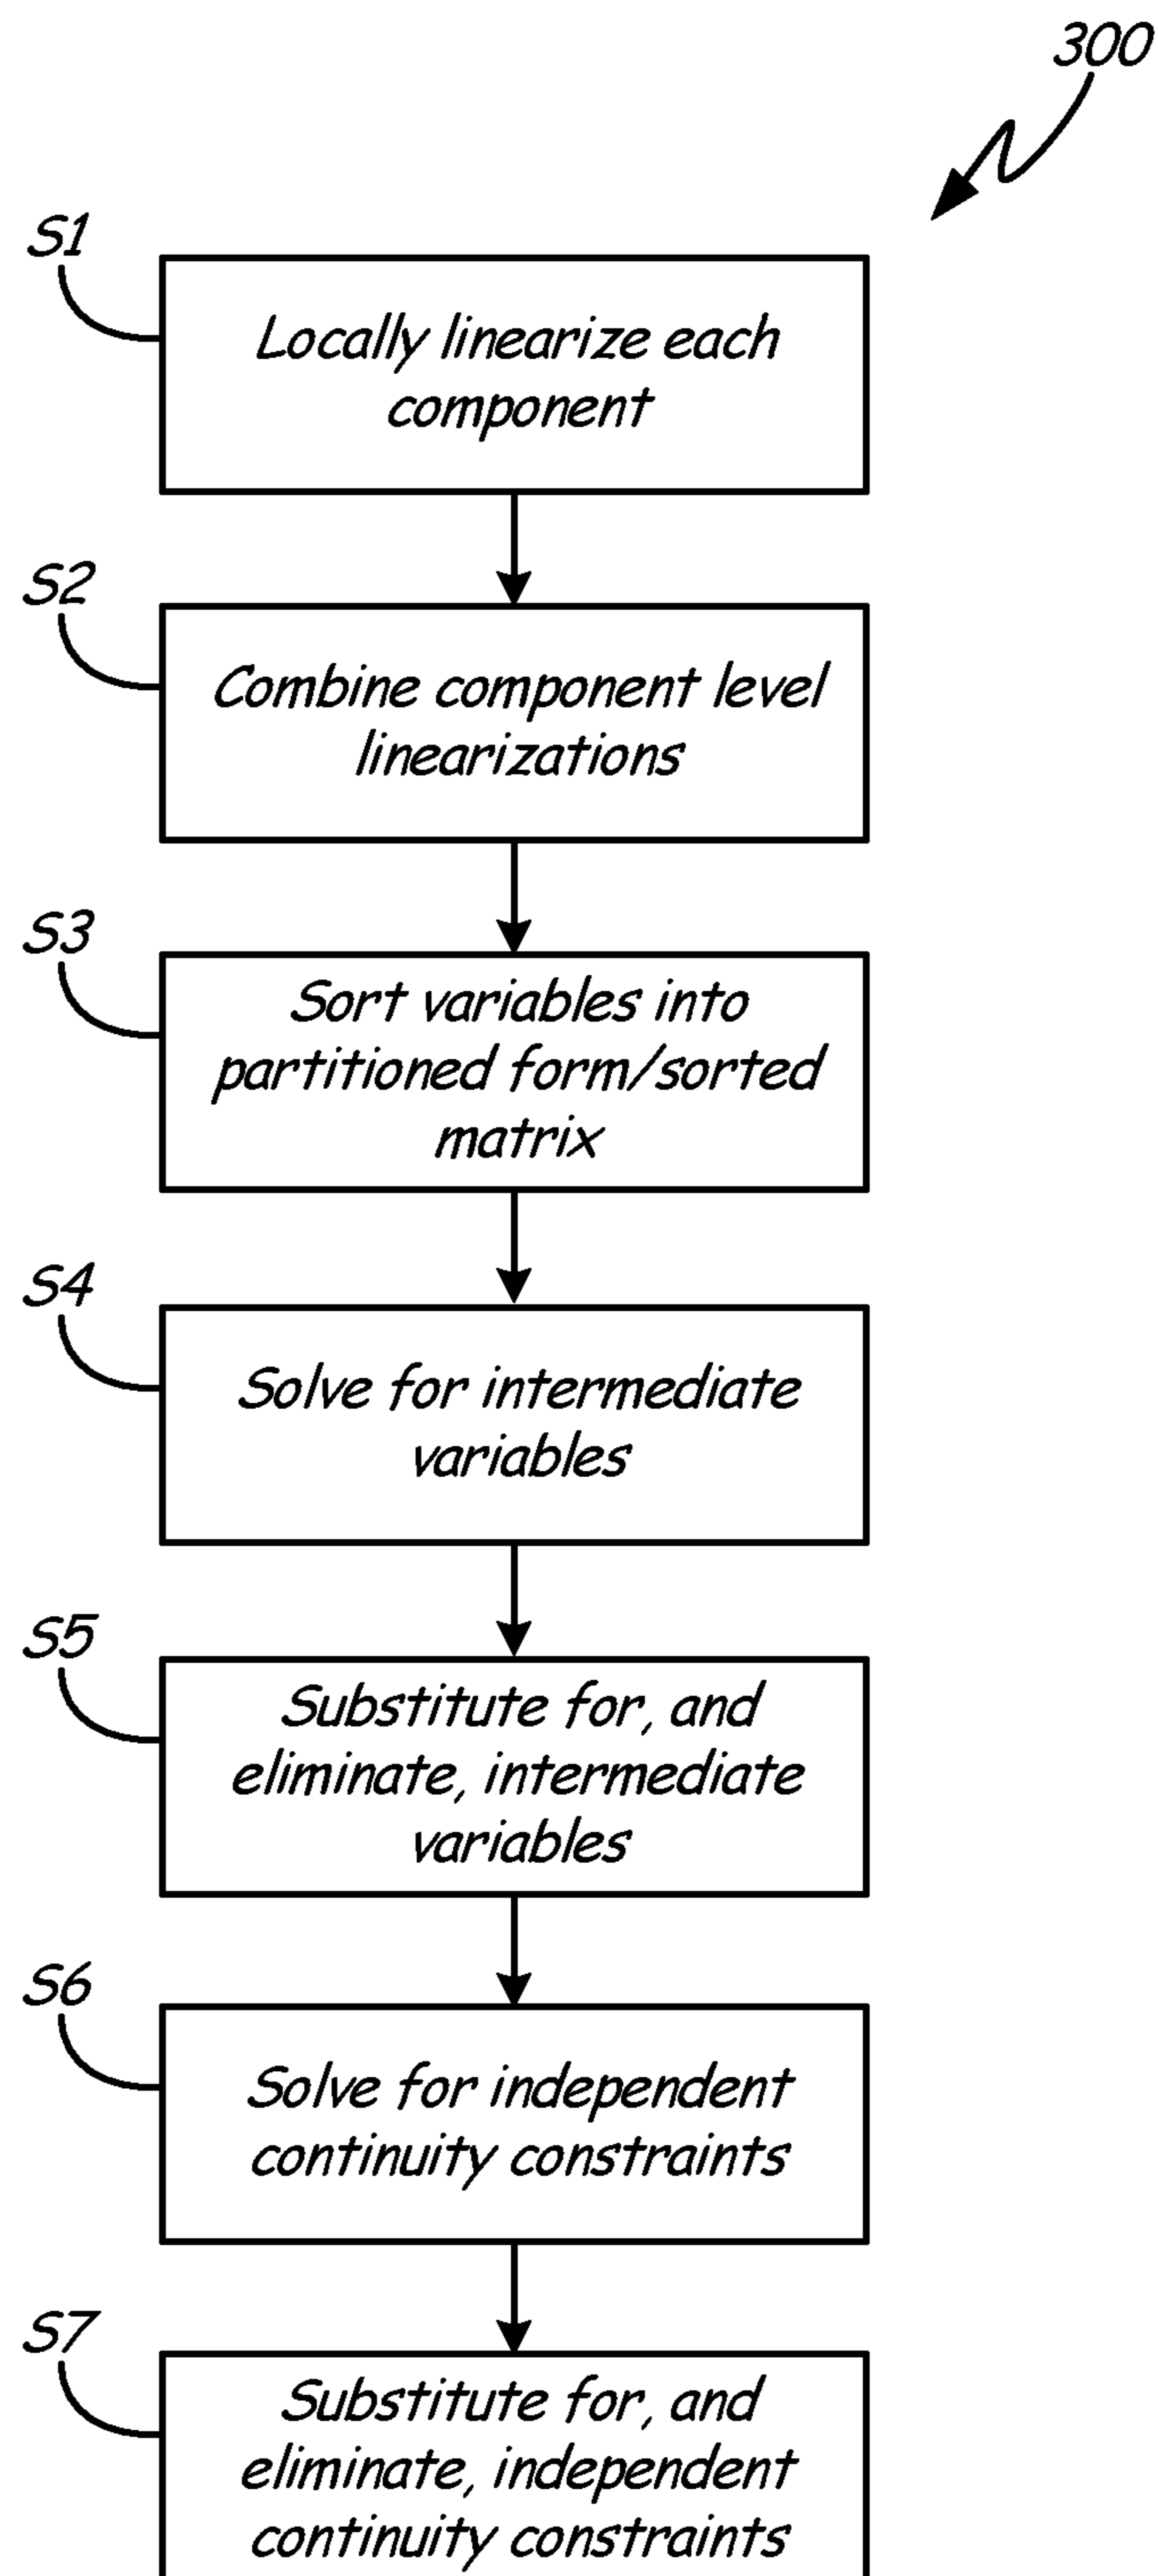 300
S1
Locally linearize each
component
S2
Combine component level
linearizations
S3
Sort variables into
partitioned form/sorted
matrix
S4
Solve for intermediate
variables
S5
Substitute for, and
eliminate, intermediate
variables
S6
Solve for independent
continuity constraints
S7
Substitute for, and
eliminate, independent
continuity constraints